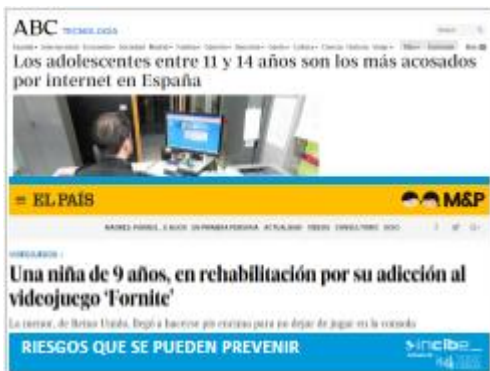 ABC TECNOLOGÍA
Los adolescentes entre 11 y 14 años son los más acosados
por internet en España
EL PAÍS M&P
VIDEOJUEGOS
Una niña de 9 años, en rehabilitación por su adicción al
videojuego ‘Fornite’
La menor, de Reino Unido, llegó a hacerse pis encima para no dejar de jugar en la consola
RIESGOS QUE SE PUEDEN PREVENIR incibe_